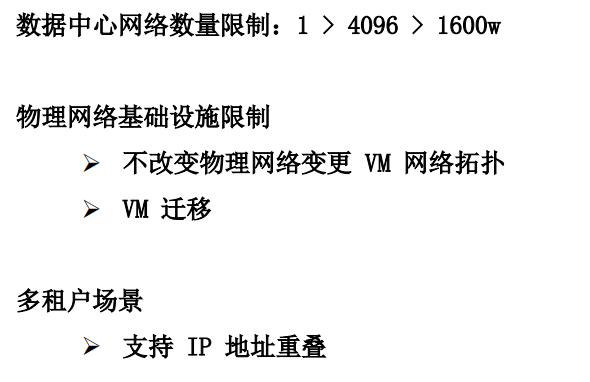 数据中心网络数量限制：1 > 4096 > 1600w
物理网络基础设施限制
➢ 不改变物理网络变更 VM 网络拓扑
➢ VM 迁移
多租户场景
➢ 支持 IP 地址重叠